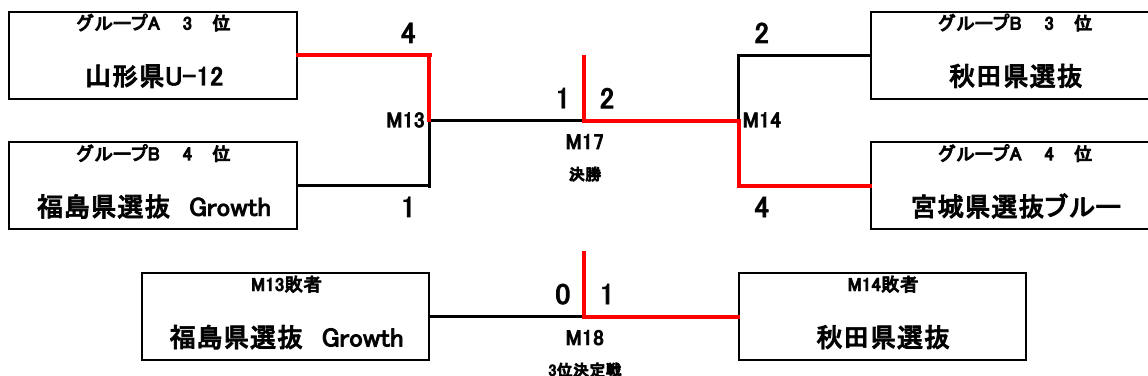 グループA 3 位
山形県U-12
4
2
グループB 3 位
秋田県選抜
M13
1 2
M14
M17
決勝
グループB 4 位
福島県選抜 Growth
1
4
グループA 4 位
宮城県選抜ブルー
M13敗者
福島県選抜 Growth
0 1
M18
3位決定戦
M14敗者
秋田県選抜